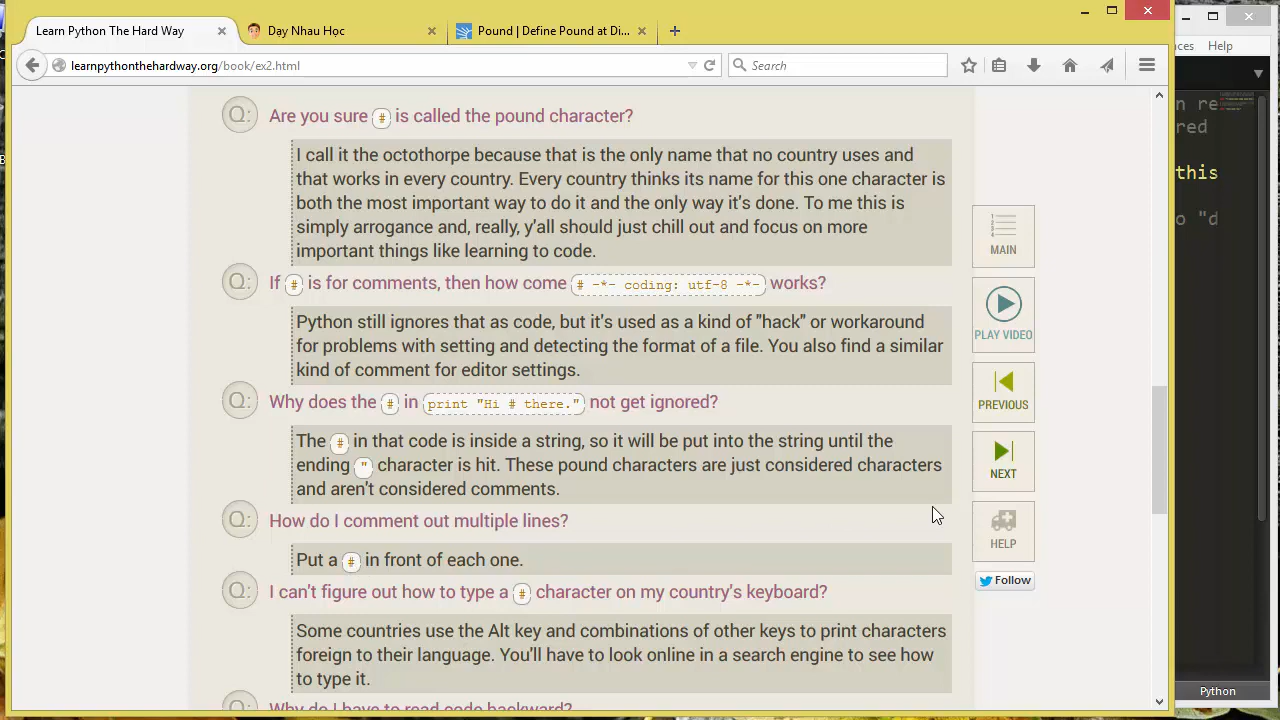 Learn Python The Hard Way
Day Nhau Hoc
Pound | Define Pound at Di...
learnpythonthehardway.org/book/ex2.html
Search
Help
Q: Are you sure # is called the pound character?
I call it the octothorpe because that is the only name that no country uses and
that works in every country. Every country thinks its name for this one character is
both the most important way to do it and the only way it's done. To me this is
simply arrogance and, really, y'all should just chill out and focus on more
important things like learning to code.
Q: If # is for comments, then how come # -*- coding: utf-8 -*- works?
Python still ignores that as code, but it's used as a kind of "hack" or workaround
for problems with setting and detecting the format of a file. You also find a similar
kind of comment for editor settings.
Q: Why does the # in print "Hi # there." not get ignored?
The # in that code is inside a string, so it will be put into the string until the
ending " character is hit. These pound characters are just considered characters
and aren't considered comments.
Q: How do I comment out multiple lines?
Put a # in front of each one.
Q: I can't figure out how to type a # character on my country's keyboard?
Some countries use the Alt key and combinations of other keys to print characters
foreign to their language. You'll have to look online in a search engine to see how
to type it.
Q: Why do I have to read code backward?
MAIN
PLAY VIDEO
PREVIOUS
NEXT
HELP
Follow
n re
red
this
o "d
Python